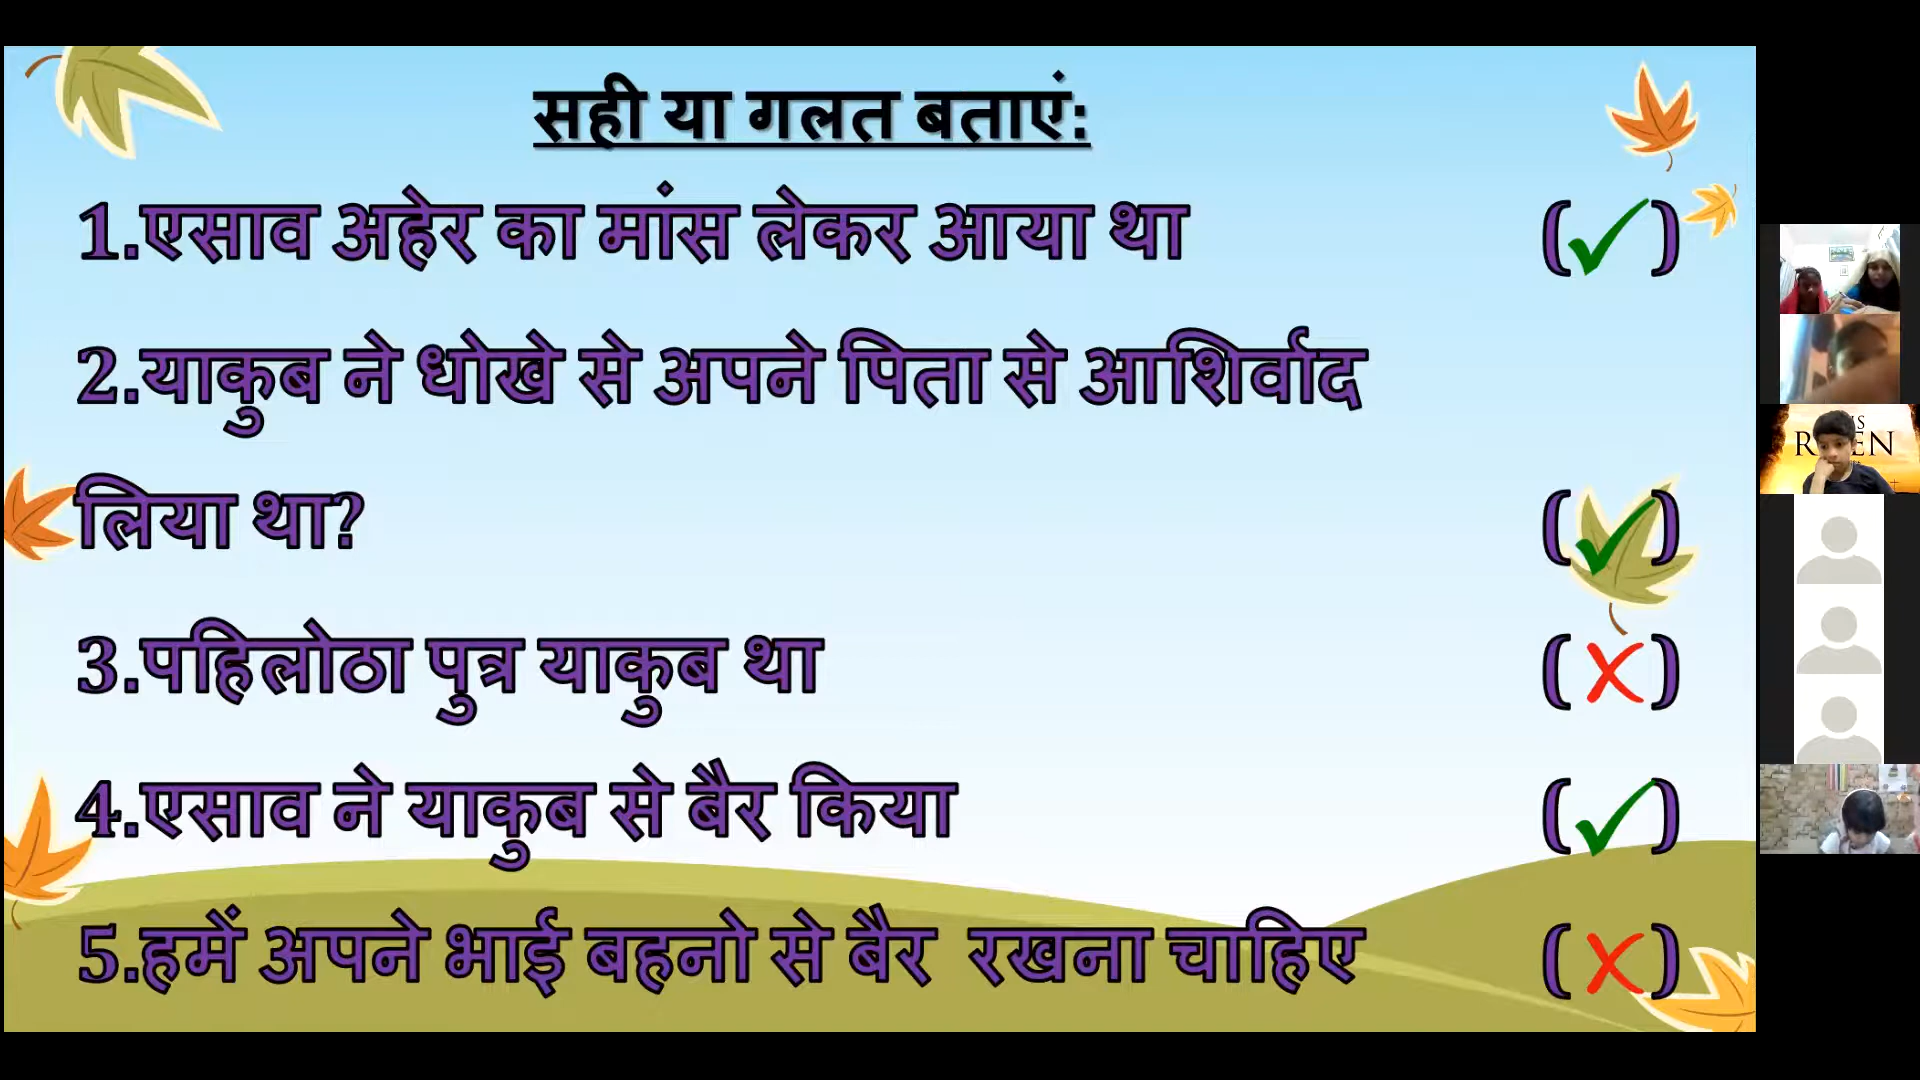 सही या गलत बताएं:
1.एसाव अहेर का मांस लेकर आया था (✓)
2.याकुब ने धोखे से अपने पिता से आशिर्वाद
लिया था? (✓)
3.पहिलोठा पुत्र याकुब था (✗)
4.एसाव ने याकुब से बैर किया (✓)
5.हमें अपने भाई बहनो से बैर रखना चाहिए (✗)